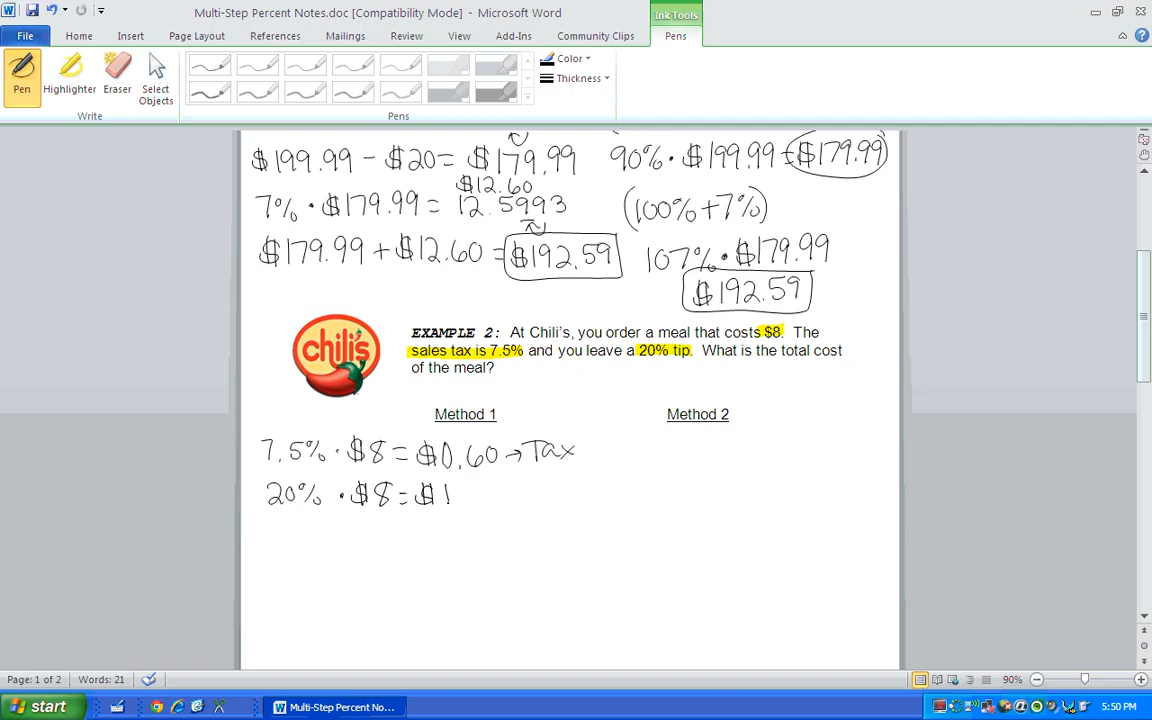 Multi-Step Percent Notes.doc [Compatibility Mode] - Microsoft Word
Ink Tools
File Home Insert Page Layout References Mailings Review View Add-Ins Community Clips Pens
Pen Highlighter Eraser Select Objects
Color
Thickness
Write Pens
$199.99 - $20 = $179.99 90% · $199.99 = $179.99
$12.60
7% · $179.99 = 12.5993 (100% + 7%)
$179.99 + $12.60 = $192.59 107% · $179.99
$192.59
chili's
EXAMPLE 2: At Chili's, you order a meal that costs $8. The
sales tax is 7.5% and you leave a 20% tip. What is the total cost
of the meal?
Method 1 Method 2
7.5% · $8 = $0.60 → Tax
20% · $8 = $1
Page: 1 of 2 Words: 21 90%
start Multi-Step Percent No... 5:50 PM